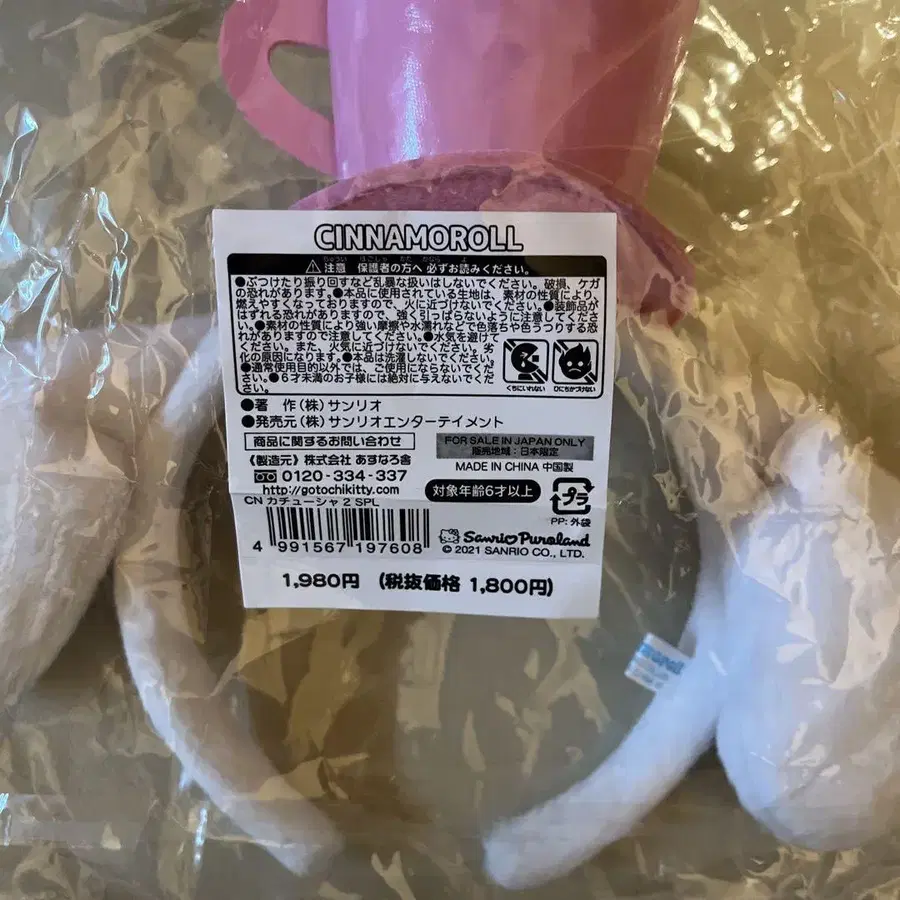 CINNAMOROLL
ちゅうい ほごしゃ かた かなら よ
⚠注意 保護者の方へ 必ずお読みください。
●ぶつけたり振り回すなど乱暴な扱いはしないでください。破損、ケガ
の恐れがあります。●本品に使用されている生地は、素材の性質により、
燃えやすくなっておりますので、火に近づけないでください。●装飾品が
はずれる恐れがありますので、強く引っぱらないように注意してくださ
い。●素材の性質により強い摩擦や水濡れなどで色落ちや色うつりする恐
れがありますので注意してください。●水気を避けて
ください。また、火気に近づけないでください。劣
化の原因になります。●本品は洗濯しないでください。
●通常使用目的以外では、ご使用にならないでくだ
さい。●6才未満のお子様には絶対に与えないでくだ
さい。
くちにいれない
ひにちかづけない
●著 作(株)サンリオ
●発売元(株)サンリオエンターテイメント
商品に関するお問い合わせ
《製造元》株式会社 あすなろ舎
0120-334-337
http://gotochikitty.com
FOR SALE IN JAPAN ONLY
販売地域:日本限定
MADE IN CHINA 中国製
対象年齢6才以上
プラ
PP:外袋
CN カチューシャ 2 SPL
4 991567 197608
Sanrio Puroland
© 2021 SANRIO CO., LTD.
1,980円 (税抜価格 1,800円)